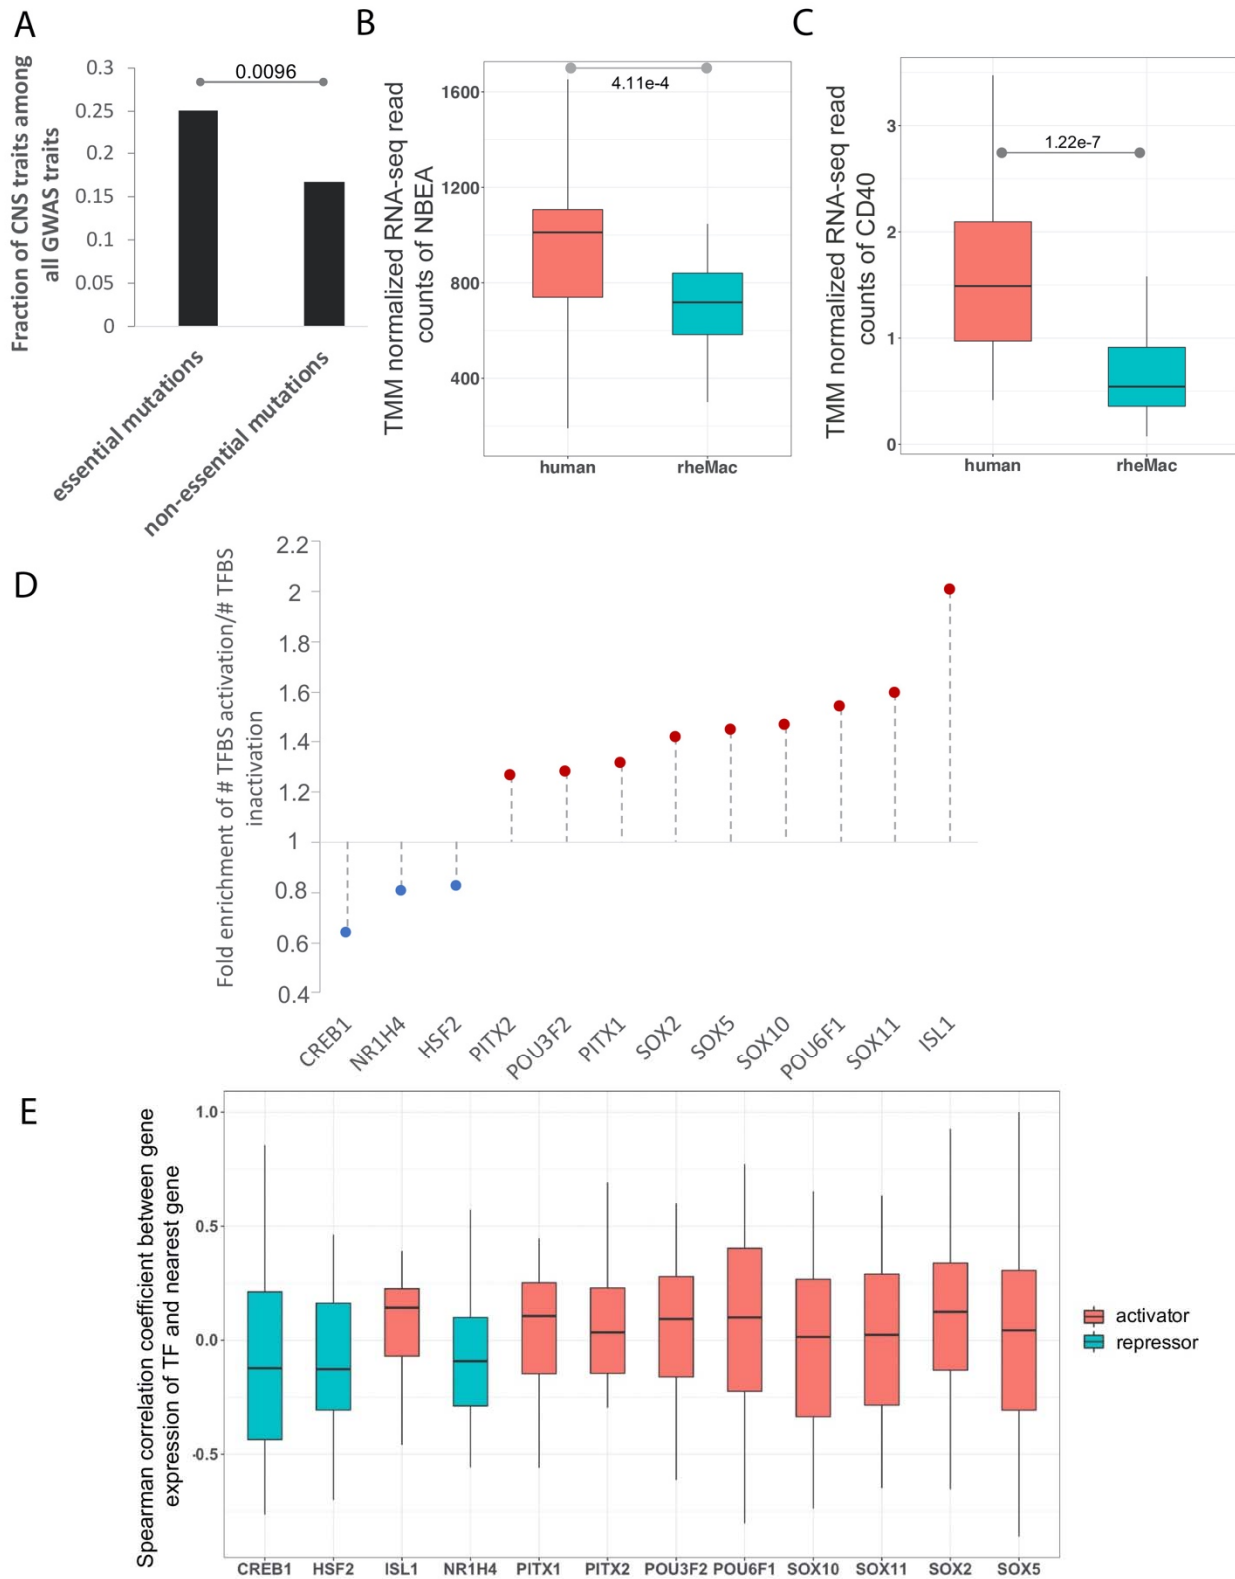 A
Fraction of CNS traits among
all GWAS traits
0.3
0.25
0.2
0.15
0.1
0.05
0
0.0096
essential mutations
non-essential mutations
B
TMM normalized RNA-seq read
counts of NBEA
1600
1200
800
400
4.11e-4
human
rheMac
C
TMM normalized RNA-seq read
counts of CD40
3
2
1
0
1.22e-7
human
rheMac
D
Fold enrichment of # TFBS activation/# TFBS
inactivation
2.2
2
1.8
1.6
1.4
1.2
1
0.8
0.6
0.4
CREB1
NR1H4
HSF2
PITX2
POU3F2
PITX1
SOX2
SOX5
SOX10
POU6F1
SOX11
ISL1
E
Spearman correlation coefficient between gene
expression of TF and nearest gene
1.0
0.5
0.0
-0.5
CREB1
HSF2
ISL1
NR1H4
PITX1
PITX2
POU3F2
POU6F1
SOX10
SOX11
SOX2
SOX5
activator
repressor